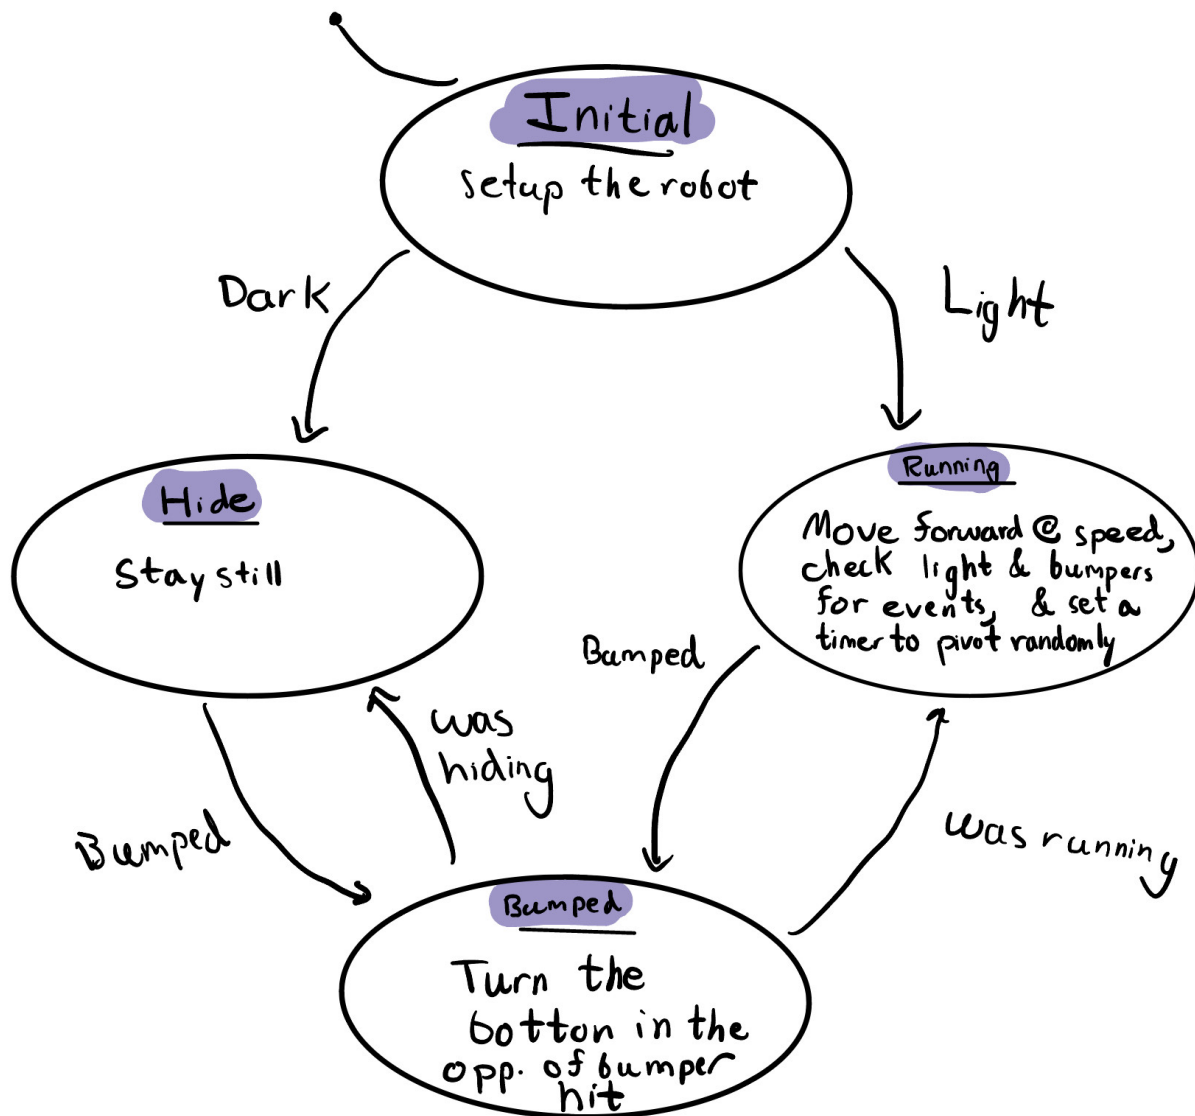 Initial
setup the robot
Dark
Light
Hide
Stay still
Running
Move forward @ speed,
check light & bumpers
for events, & set a
timer to pivot randomly
Bumped
was
hiding
Bumped
was running
Bumped
Turn the
botton in the
opp. of bumper
hit